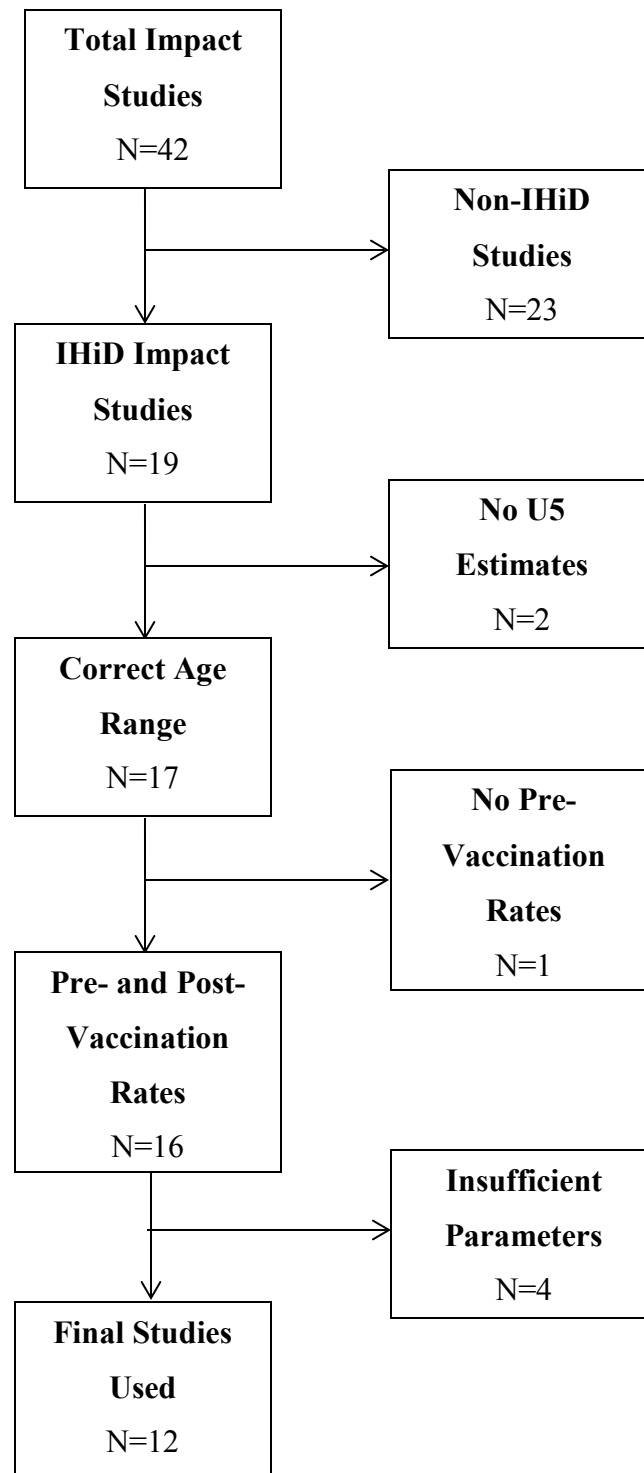 Total Impact
Studies
N=42
Non-IHiD
Studies
N=23
IHiD Impact
Studies
N=19
No U5
Estimates
N=2
Correct Age
Range
N=17
No Pre-
Vaccination
Rates
N=1
Pre- and Post-
Vaccination
Rates
N=16
Insufficient
Parameters
N=4
Final Studies
Used
N=12